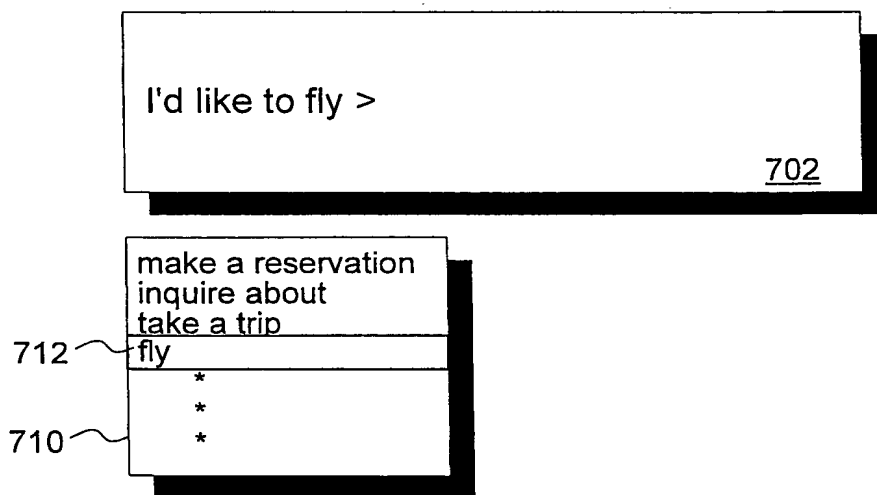 I'd like to fly >
702
make a reservation
inquire about
take a trip
712 fly
*
*
710 *